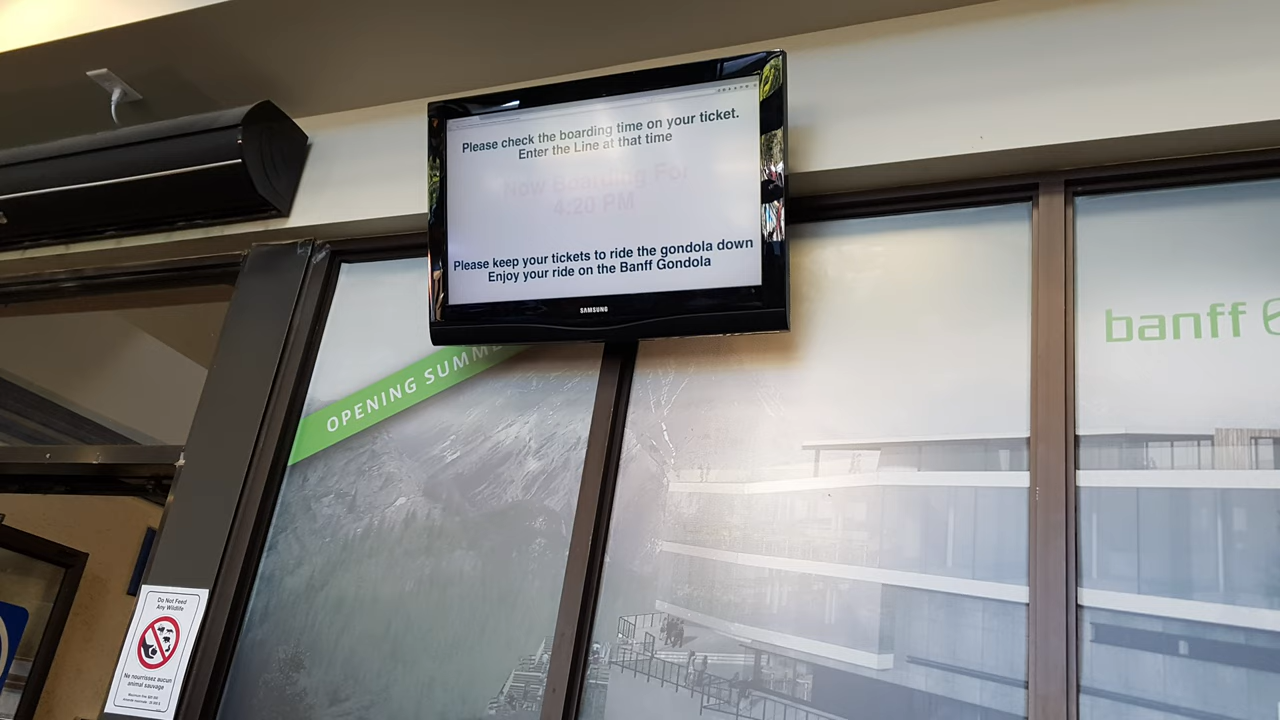 Please check the boarding time on your ticket.
Enter the Line at that time
Now Boarding For
4:20 PM
Please keep your tickets to ride the gondola down
Enjoy your ride on the Banff Gondola
SAMSUNG
OPENING SUMME
banff
Do Not Feed
Any Wildlife
Ne nourrissez aucun
animal sauvage